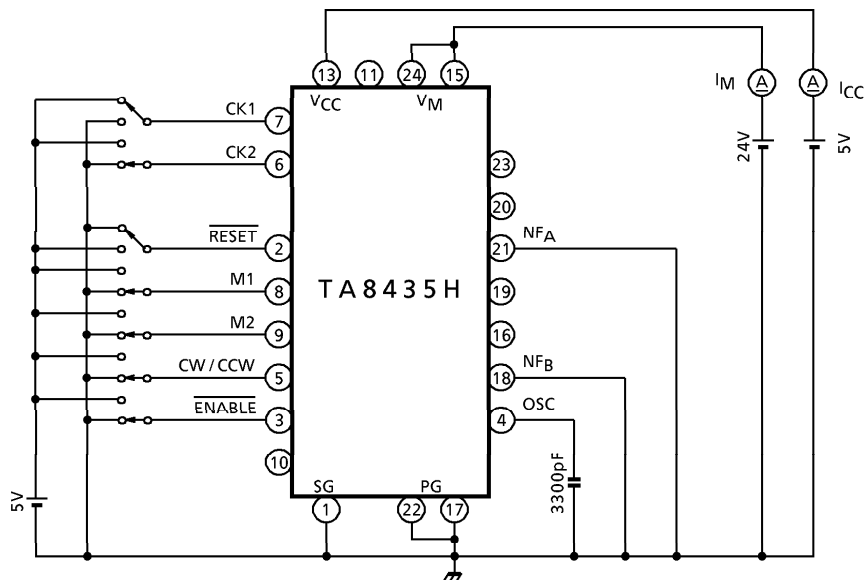 13 11 24 15
VCC VM
IM A A ICC
24V 5V
CK1 7
CK2 6
23
20
RESET 2
21 NFA
M1 8
TA8435H
19
M2 9
16
CW / CCW 5
18 NFB
ENABLE 3
4 OSC
10
3300pF
SG PG
5V
1 22 17